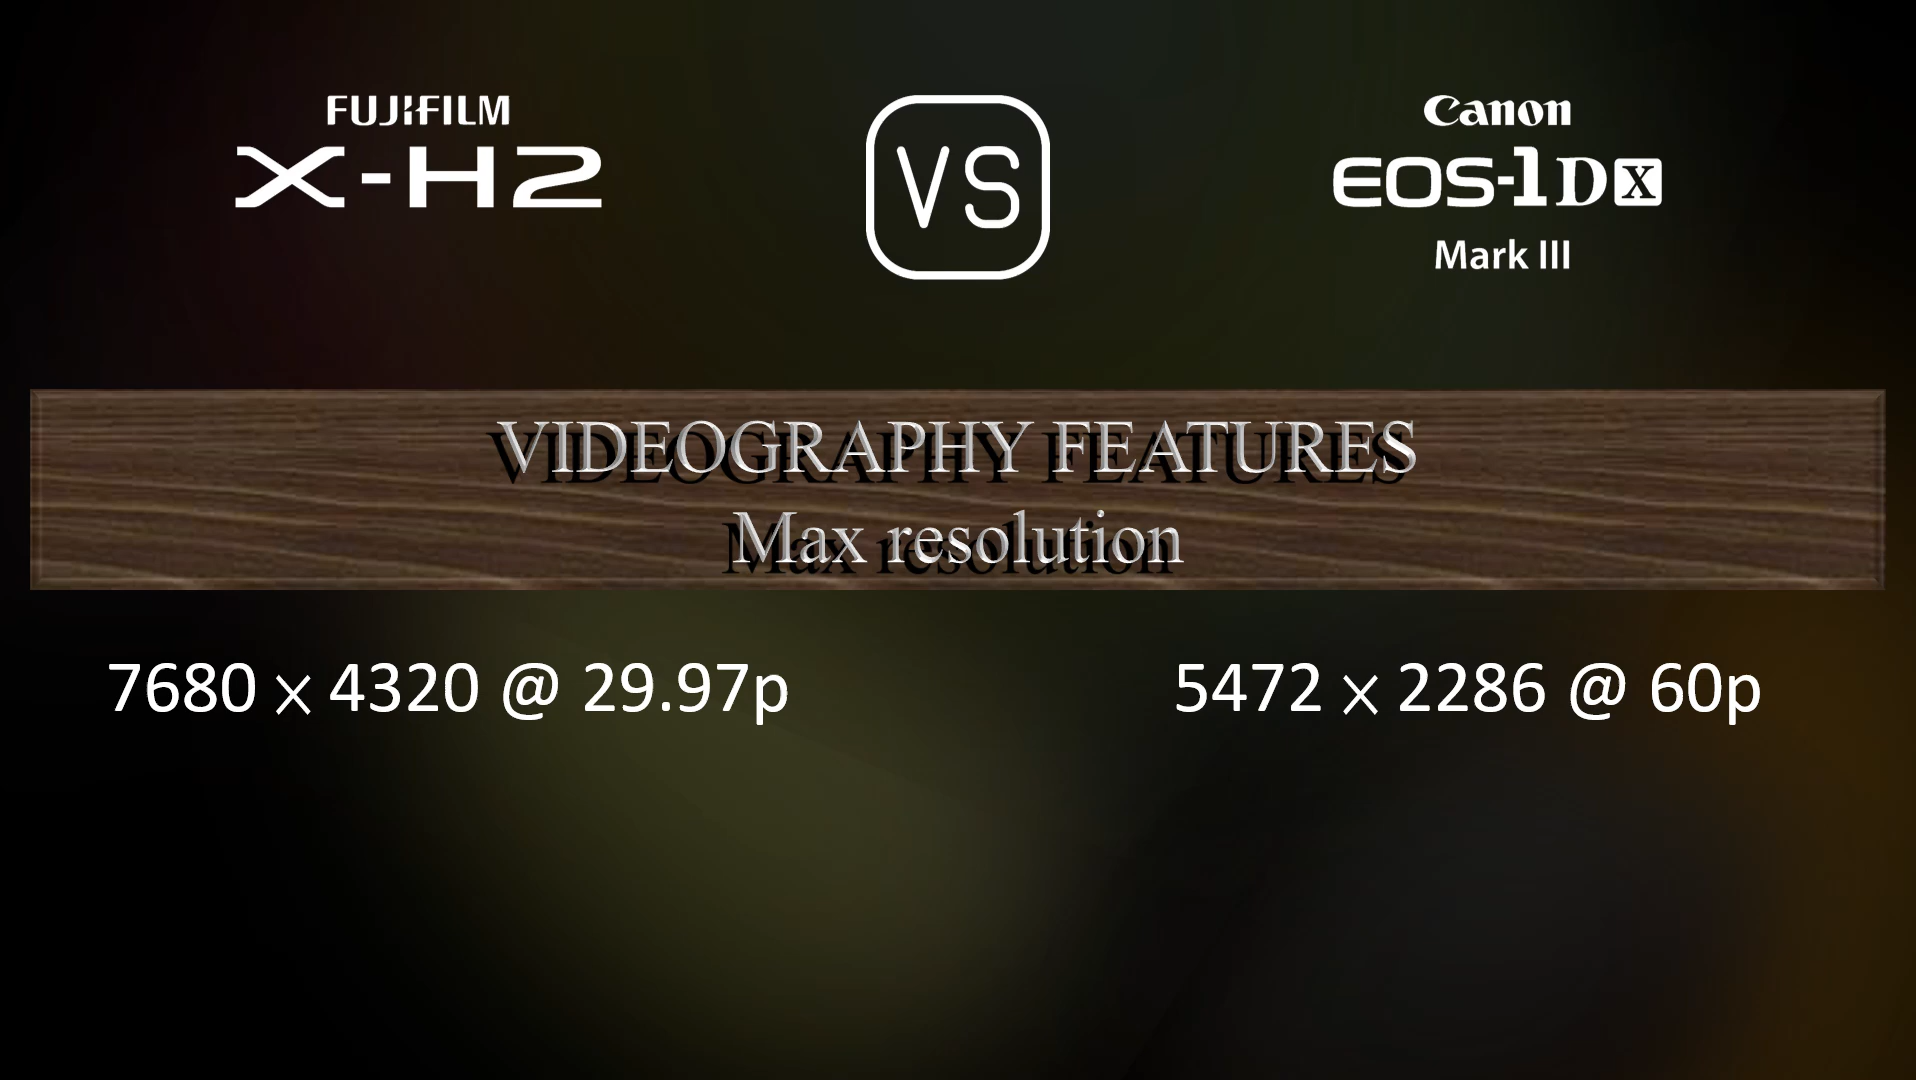 FUJIFILM
X-H2
VS
Canon
EOS-1DX
Mark III
VIDEOGRAPHY FEATURES
Max resolution
7680 x 4320 @ 29.97p
5472 x 2286 @ 60p